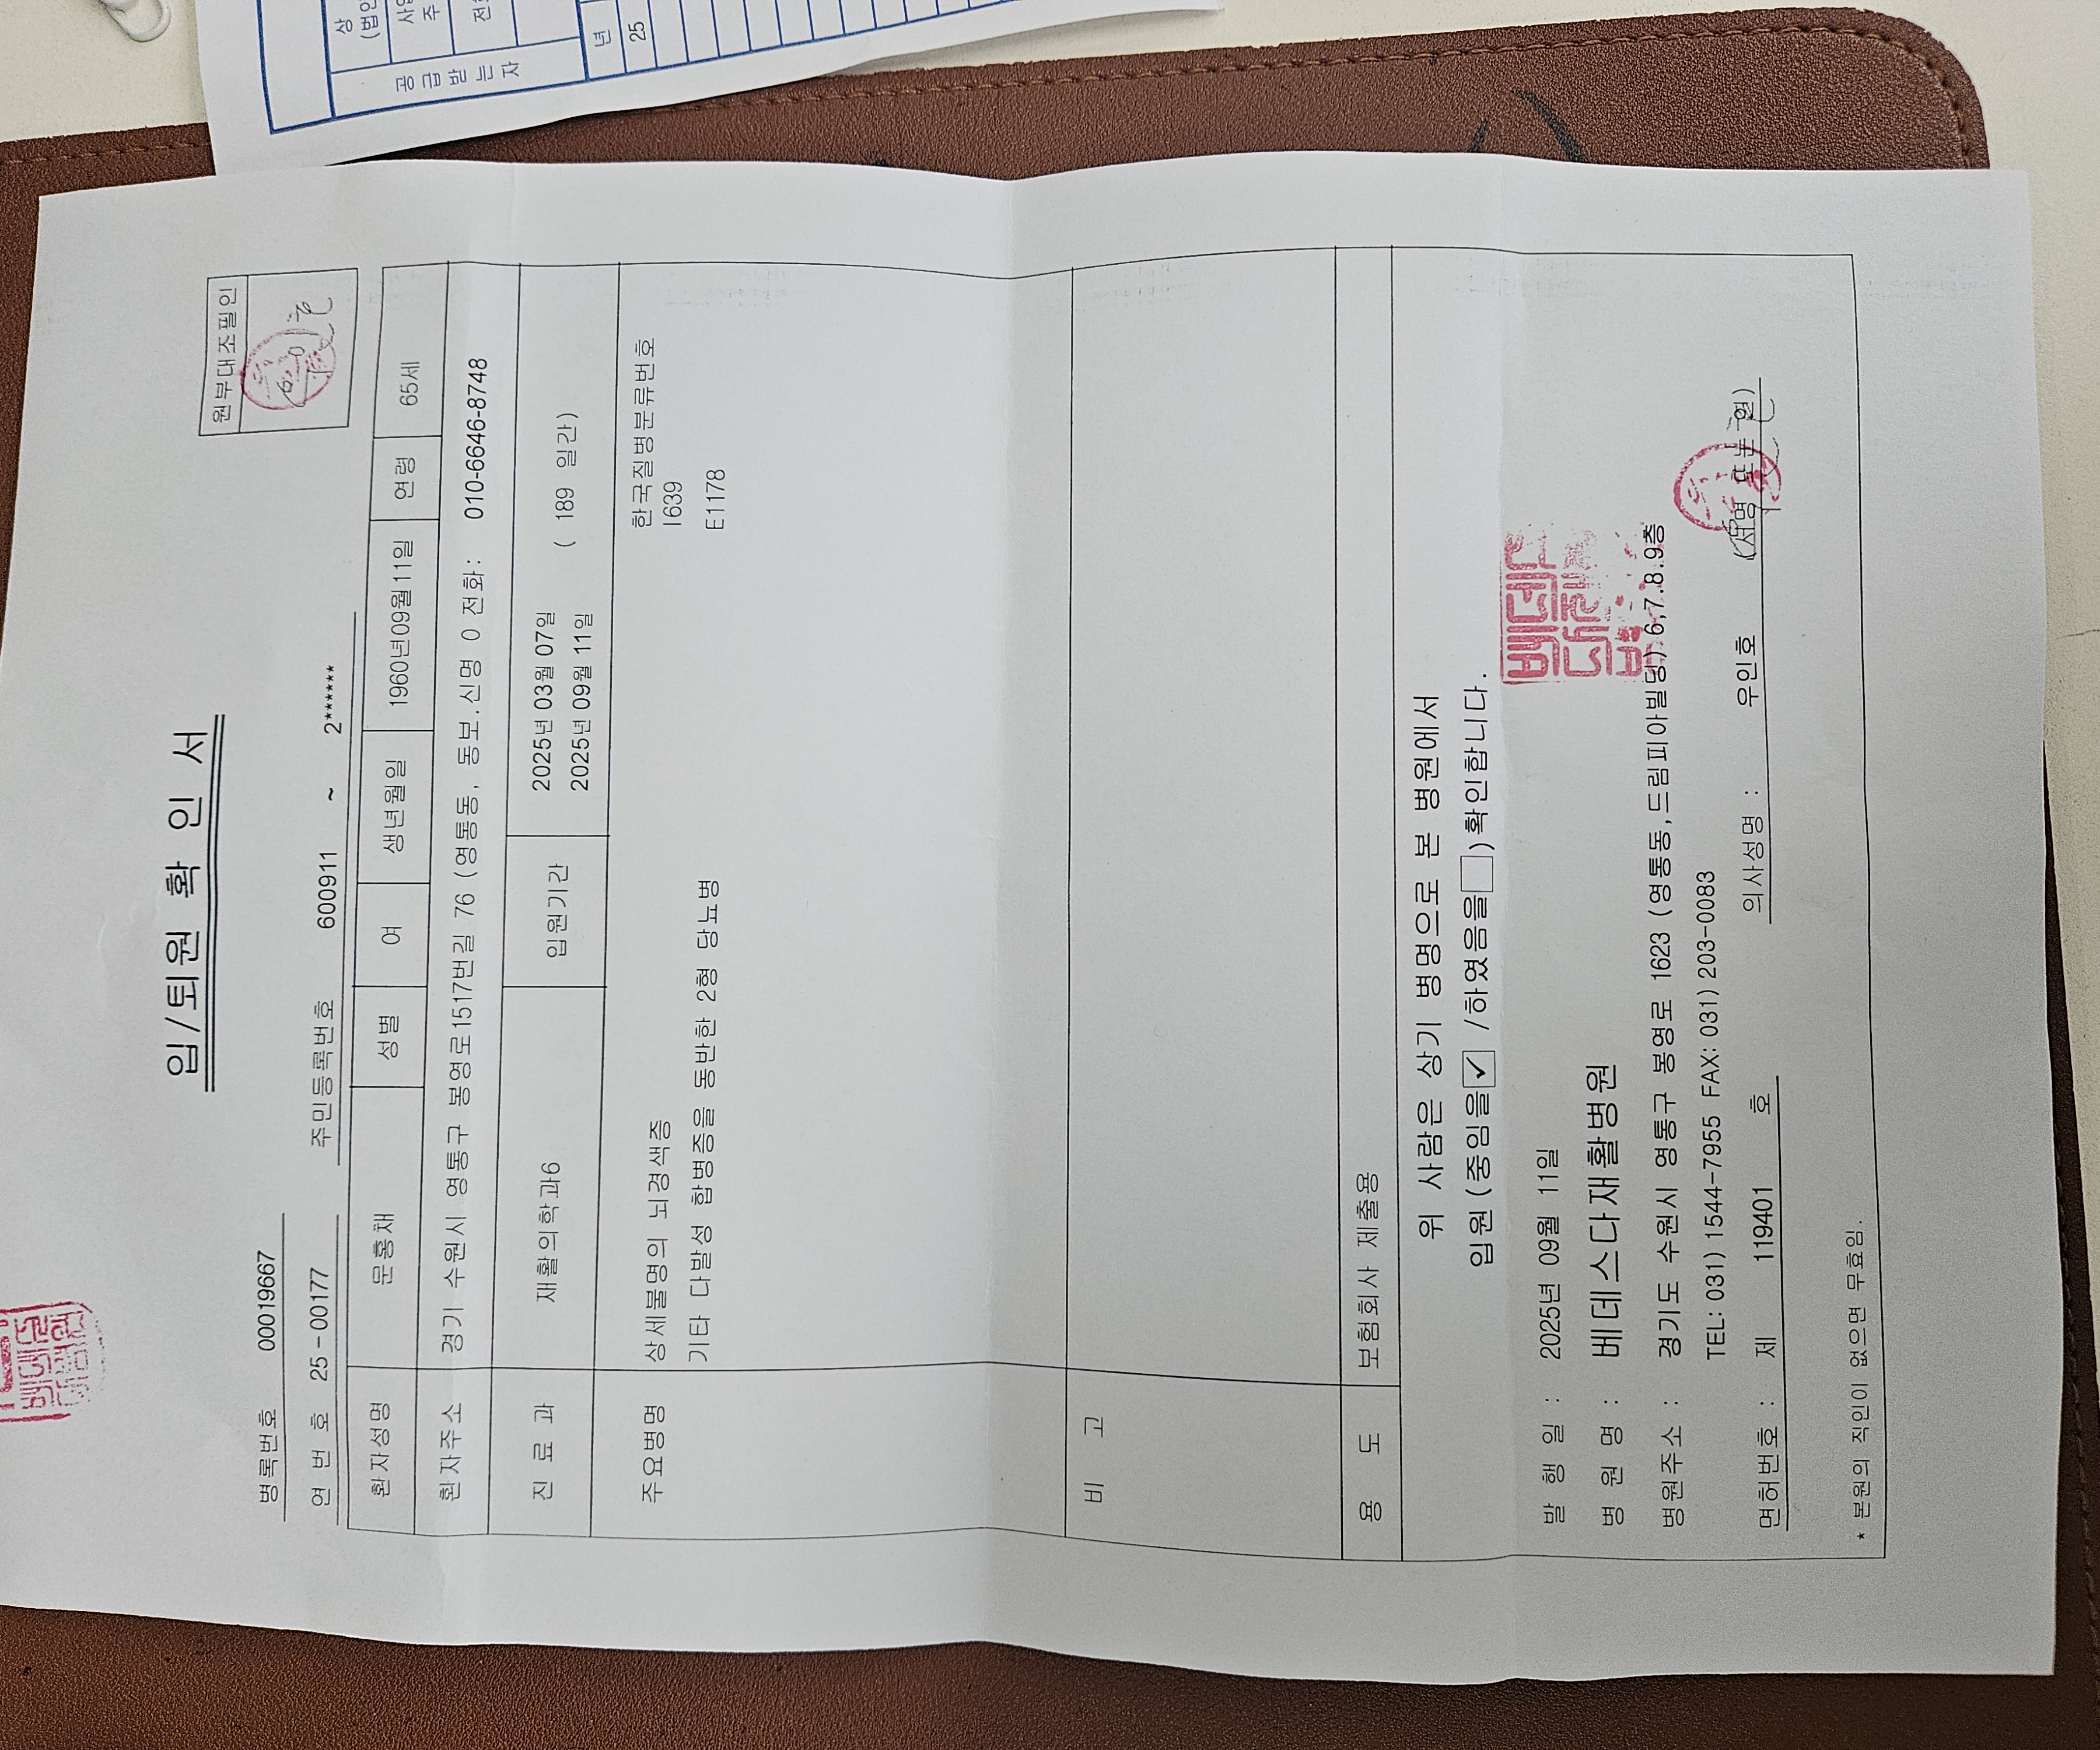 입/퇴원 확 인 서
원부대조필인
병록번호 00019667
연 번 호 25-00177 주민등록번호 600911 ~ 2******
환자성명 문홍채 성별 여 생년월일 1960년09월11일 연령 65세
환자주소 경기 수원시 영통구 봉영로1517번길 76 (영통동, 동보.신명 0 전화: 010-6646-8748
진 료 과 재활의학과6 입원기간 2025년 03월 07일
2025년 09월 11일 ( 189 일간)
주요병명 한국질병분류번호
상세불명의 뇌경색증 I639
기타 다발성 합병증을 동반한 2형 당뇨병 E1178
비 고
용 도 보험회사 제출용
위 사람은 상기 병명으로 본 병원에서
입원(중임을☑/하였음을☐)확인합니다.
발 행 일 : 2025년 09월 11일
병 원 명 : 베데스다재활병원
병원주소 : 경기도 수원시 영통구 봉영로 1623 (영통동,드림피아빌딩) 6,7.8.9층
TEL: 031) 1544-7955 FAX: 031) 203-0083
면허번호 : 제 119401 호 의사성명 : 우인호 (서명 또는 인)
* 본원의 직인이 없으면 무효임.
공급받는자
상
(법인
사업
주
년
25